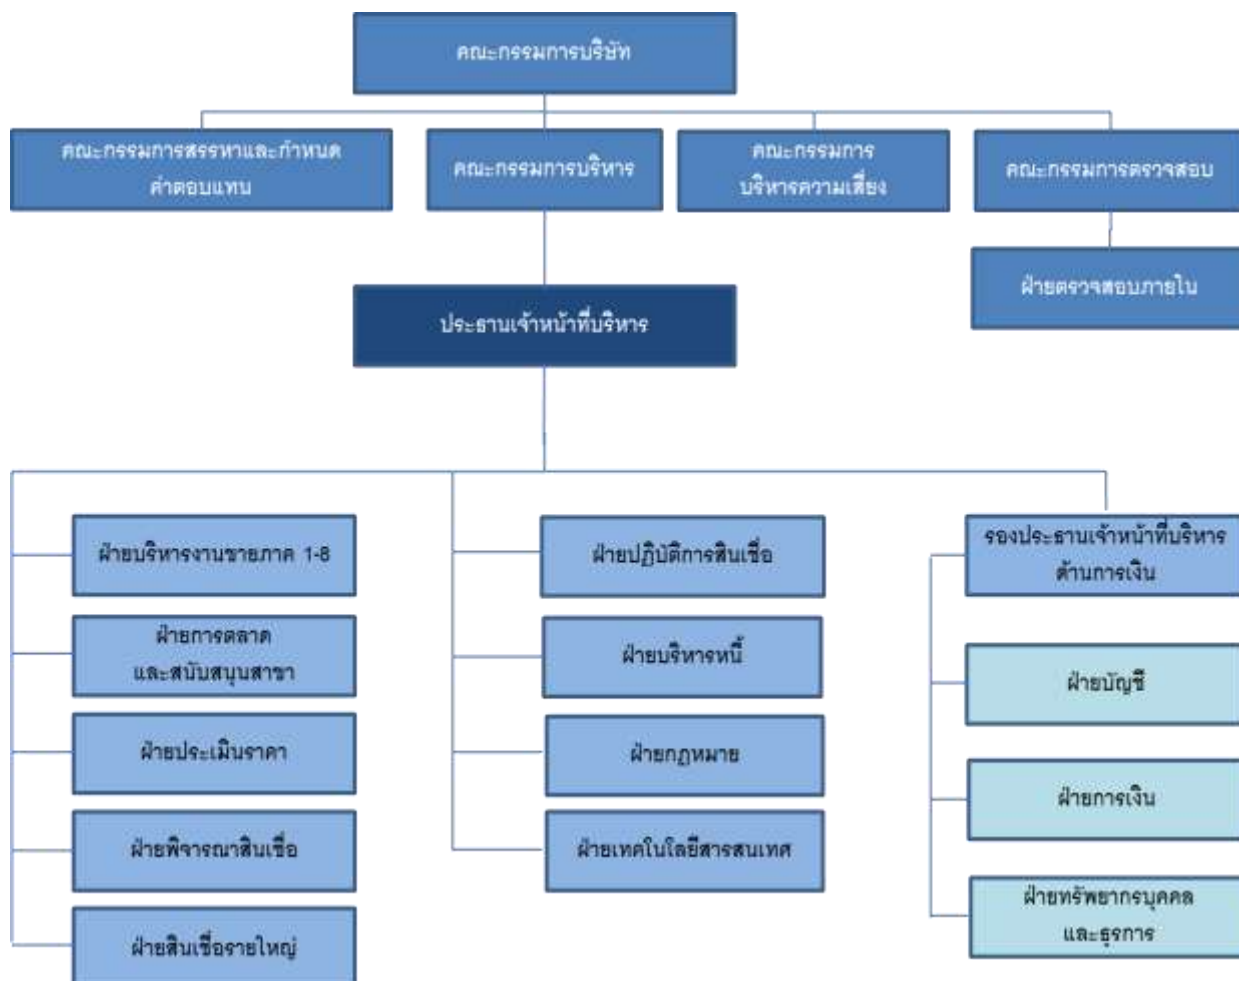 คณะกรรมการบริษัท
คณะกรรมการสรรหาและกำหนด
ค่าตอบแทน
คณะกรรมการบริหาร
คณะกรรมการ
บริหารความเสี่ยง
คณะกรรมการตรวจสอบ
ฝ่ายตรวจสอบภายใน
ประธานเจ้าหน้าที่บริหาร
ฝ่ายบริหารงานขายภาค 1-8
ฝ่ายการตลาด
และสนับสนุนสาขา
ฝ่ายประเมินราคา
ฝ่ายพิจารณาสินเชื่อ
ฝ่ายสินเชื่อรายใหญ่
ฝ่ายปฏิบัติการสินเชื่อ
ฝ่ายบริหารหนี้
ฝ่ายกฎหมาย
ฝ่ายเทคโนโลยีสารสนเทศ
รองประธานเจ้าหน้าที่บริหาร
ด้านการเงิน
ฝ่ายบัญชี
ฝ่ายการเงิน
ฝ่ายทรัพยากรบุคคล
และธุรการ